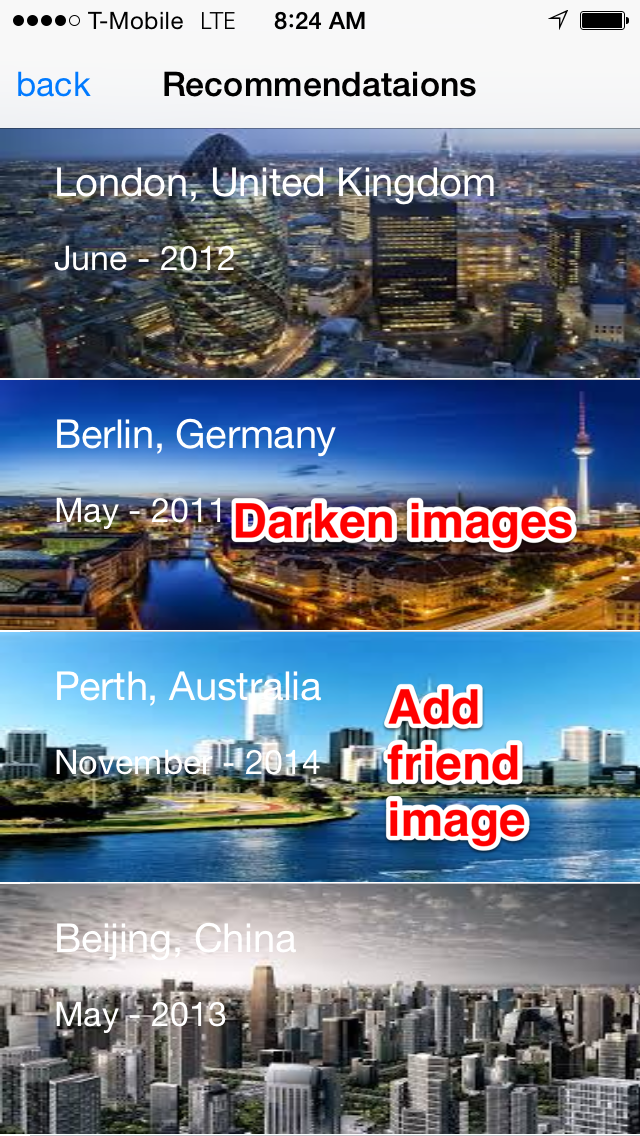 T-Mobile LTE 8:24 AM
back Recommendataions
London, United Kingdom
June - 2012
Berlin, Germany
May - 2011 Darken images
Perth, Australia
Add
friend
November - 2014
image
Beijing, China
May - 2013